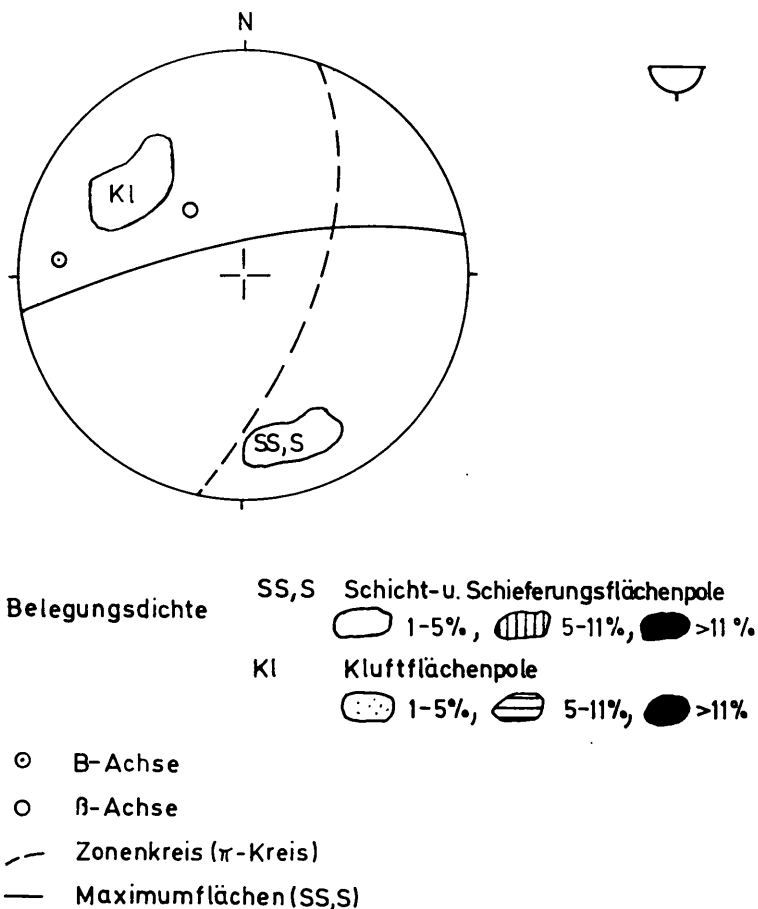 N
Kl
SS,S
Belegungsdichte
SS,S Schicht-u. Schieferungsflächenpole
1-5%, 5-11%, >11 %
Kl Kluftflächenpole
1-5%, 5-11%, >11%
B-Achse
ß-Achse
Zonenkreis (π-Kreis)
Maximumflächen (SS,S)